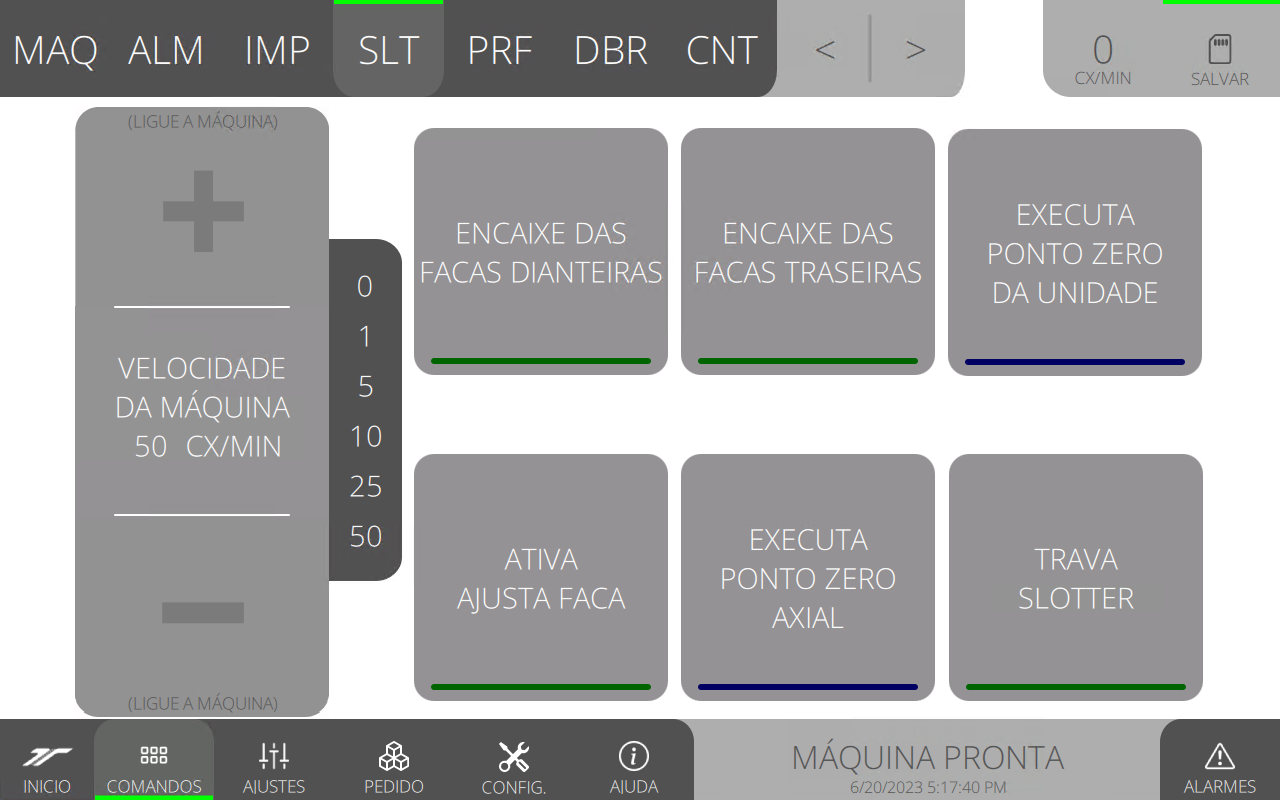 MAQ ALM IMP SLT PRF DBR CNT < > 0
CX/MIN SALVAR
(LIGUE A MÁQUINA)
+
VELOCIDADE
DA MÁQUINA
50 CX/MIN
−
(LIGUE A MÁQUINA)
0
1
5
10
25
50
ENCAIXE DAS
FACAS DIANTEIRAS
ENCAIXE DAS
FACAS TRASEIRAS
EXECUTA
PONTO ZERO
DA UNIDADE
ATIVA
AJUSTA FACA
EXECUTA
PONTO ZERO
AXIAL
TRAVA
SLOTTER
INICIO COMANDOS AJUSTES PEDIDO CONFIG. AJUDA
MÁQUINA PRONTA
6/20/2023 5:17:40 PM
ALARMES